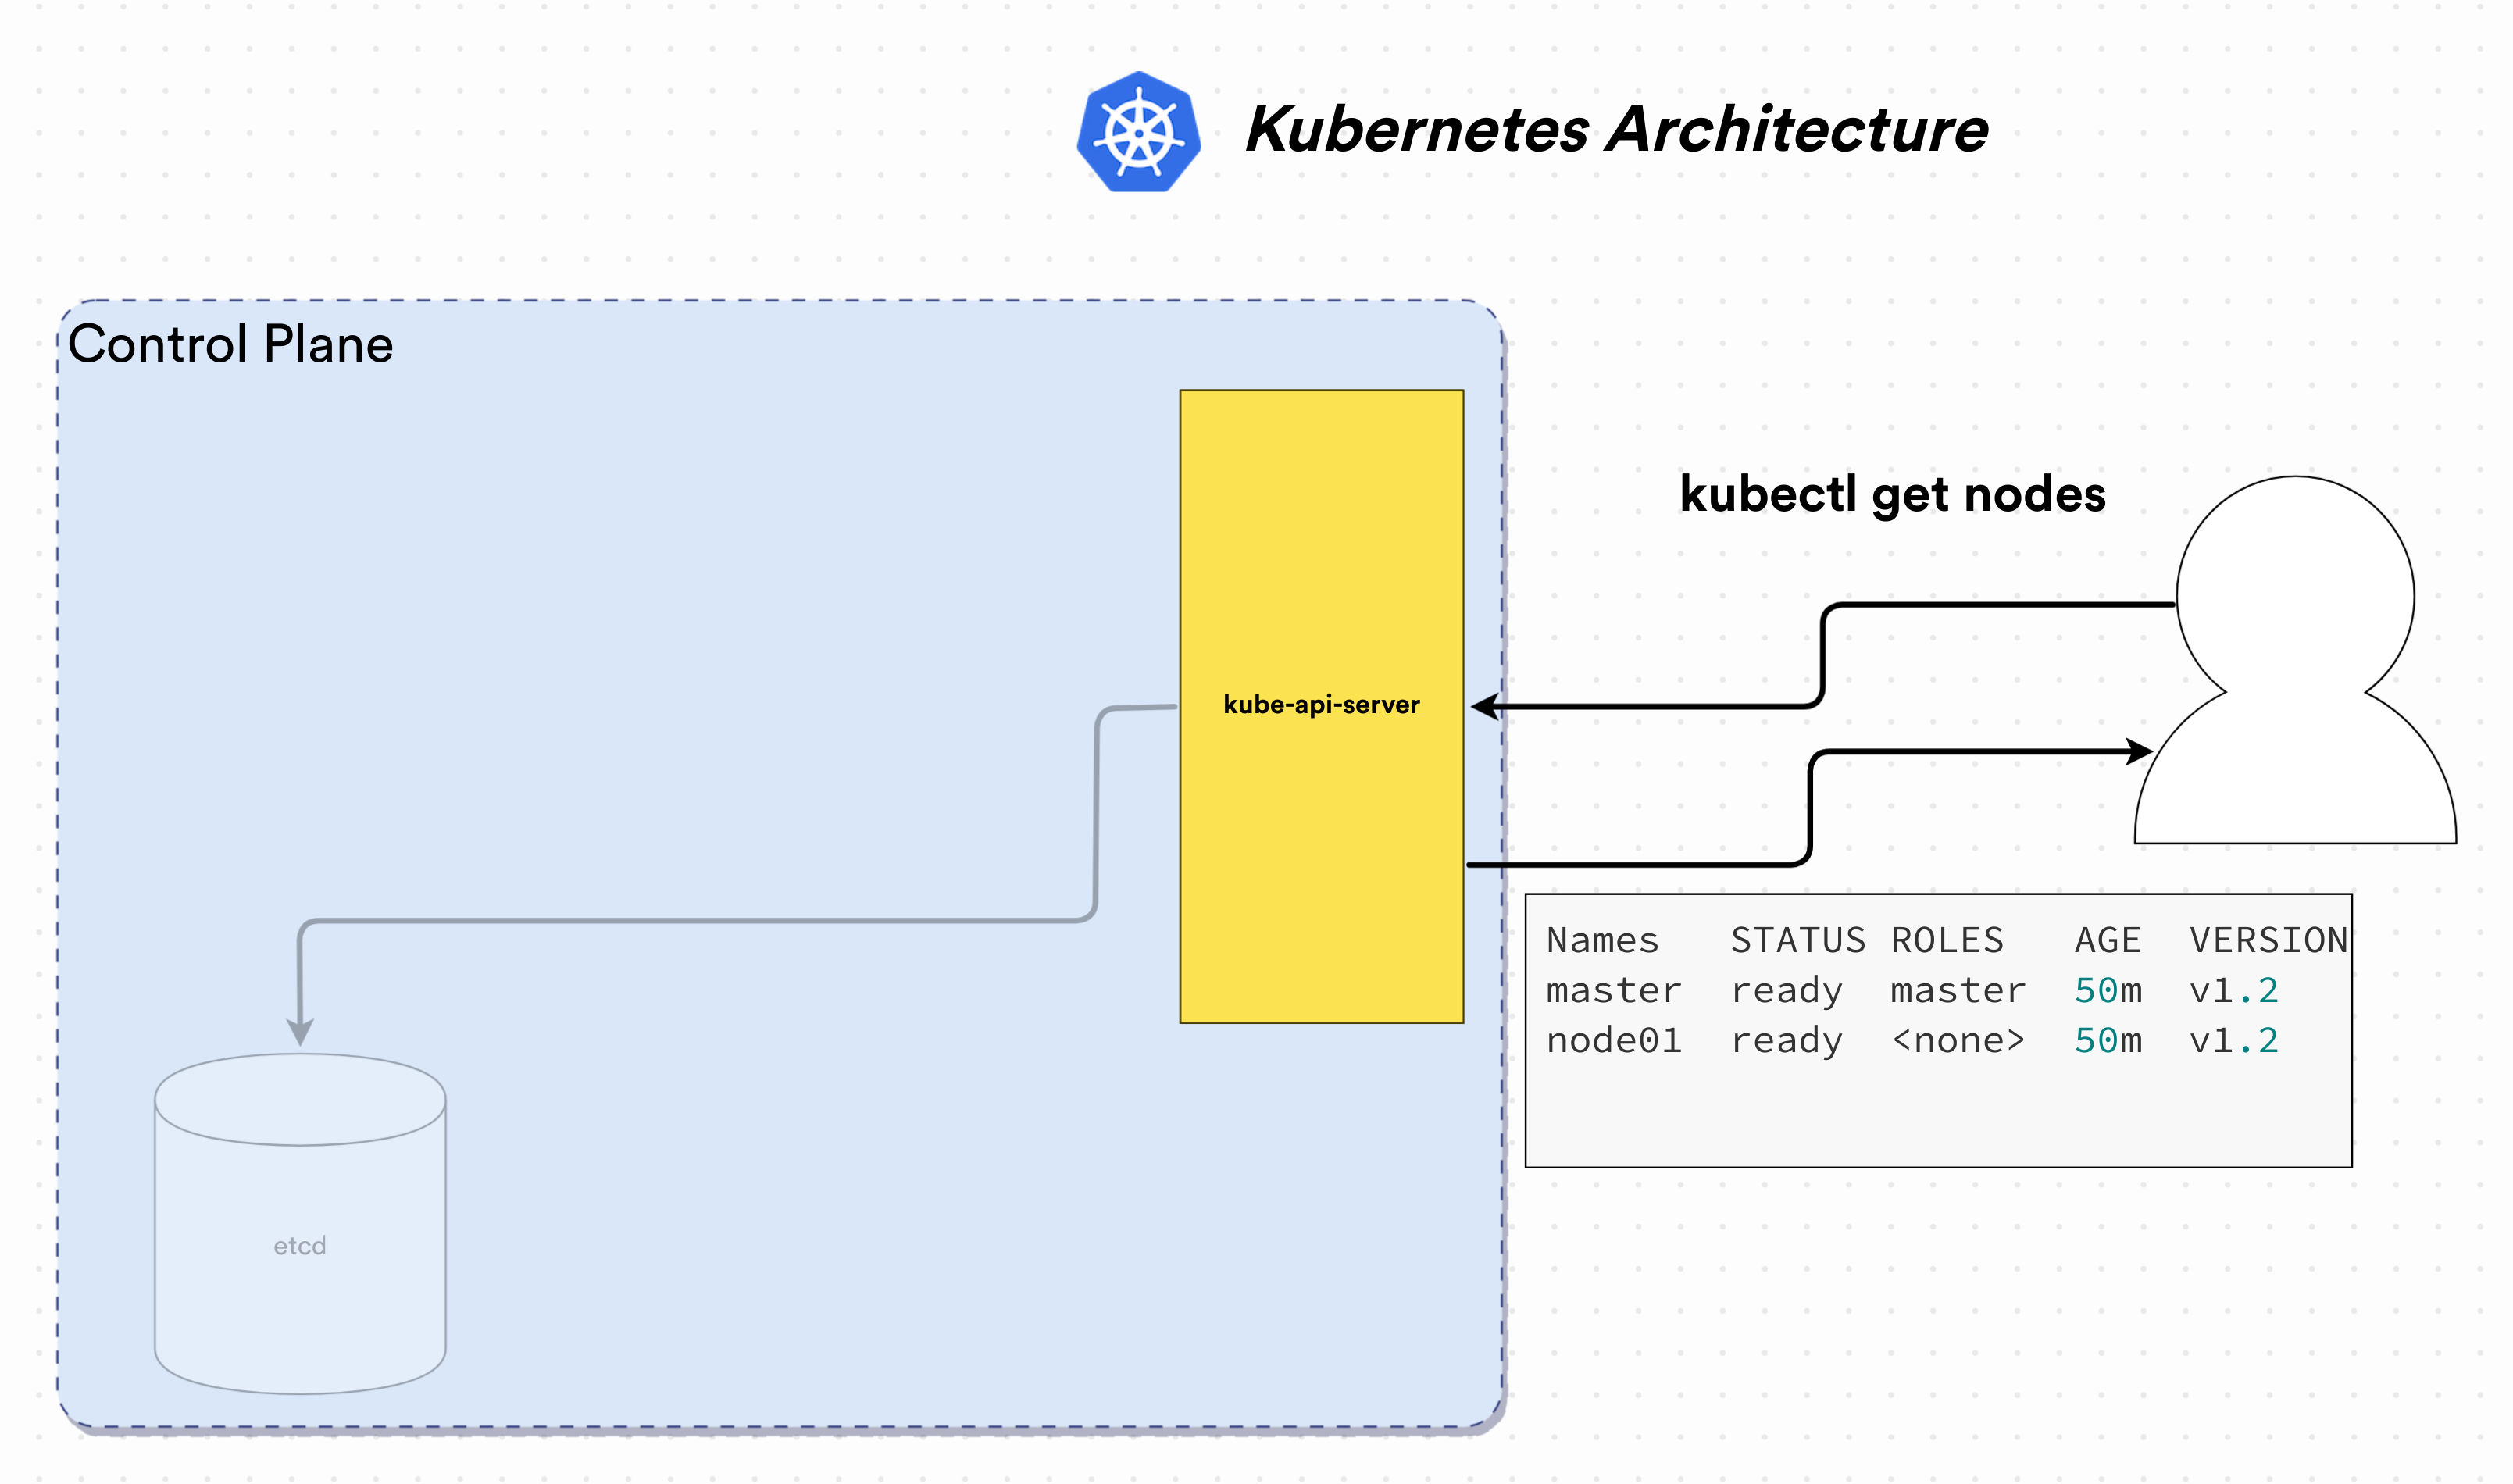 Kubernetes Architecture
Control Plane
kubectl get nodes
kube-api-server
Names STATUS ROLES AGE VERSION
master ready master 50m v1.2
node01 ready <none> 50m v1.2
etcd